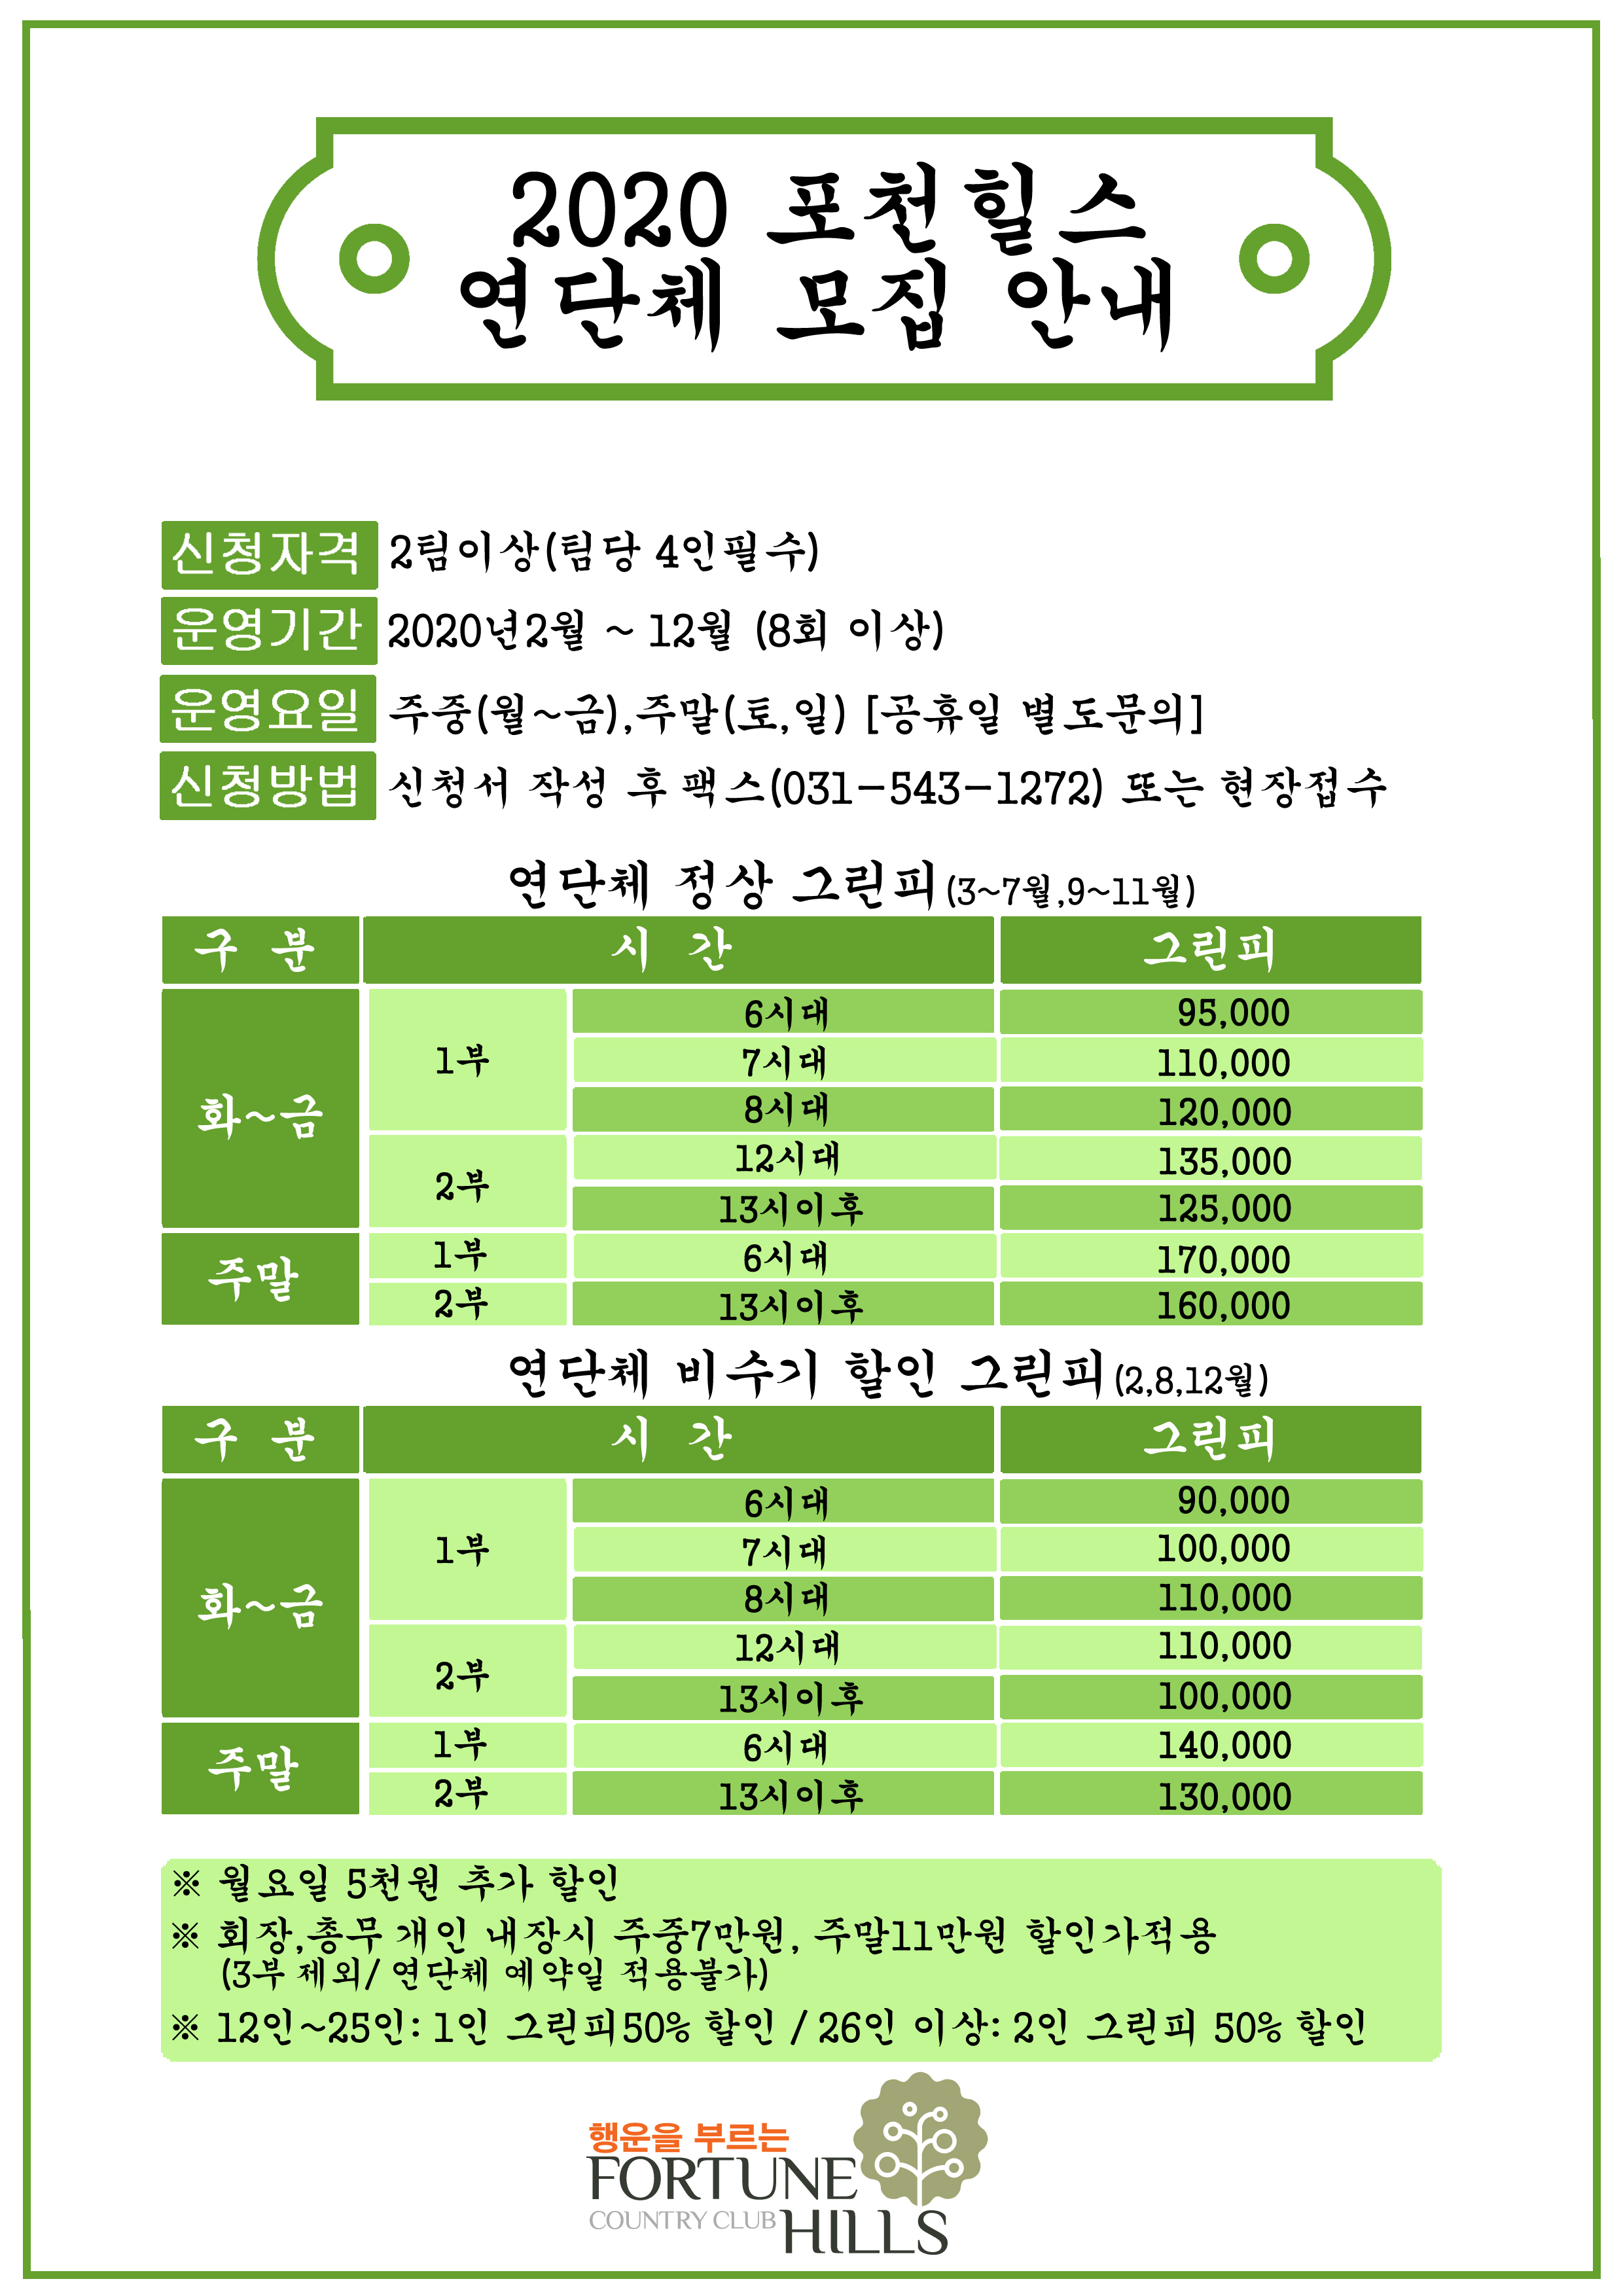 2020 포천힐스
연단체 모집 안내
신청자격 2팀이상(팀당 4인필수)
운영기간 2020년2월 ~ 12월 (8회 이상)
운영요일 주중(월~금),주말(토,일) [공휴일 별도문의]
신청방법 신청서 작성 후 팩스(031-543-1272) 또는 현장접수
연단체 정상 그린피(3~7월,9~11월)
구 분 시 간 그린피
화~금 1부 6시대 95,000
7시대 110,000
8시대 120,000
2부 12시대 135,000
13시이후 125,000
주말 1부 6시대 170,000
2부 13시이후 160,000
연단체 비수기 할인 그린피(2,8,12월)
구 분 시 간 그린피
화~금 1부 6시대 90,000
7시대 100,000
8시대 110,000
2부 12시대 110,000
13시이후 100,000
주말 1부 6시대 140,000
2부 13시이후 130,000
※ 월요일 5천원 추가 할인
※ 회장,총무 개인 내장시 주중7만원, 주말11만원 할인가적용
(3부 제외/ 연단체 예약일 적용불가)
※ 12인~25인: 1인 그린피50% 할인 / 26인 이상: 2인 그린피 50% 할인
행운을 부르는
FORTUNE
COUNTRY CLUB HILLS